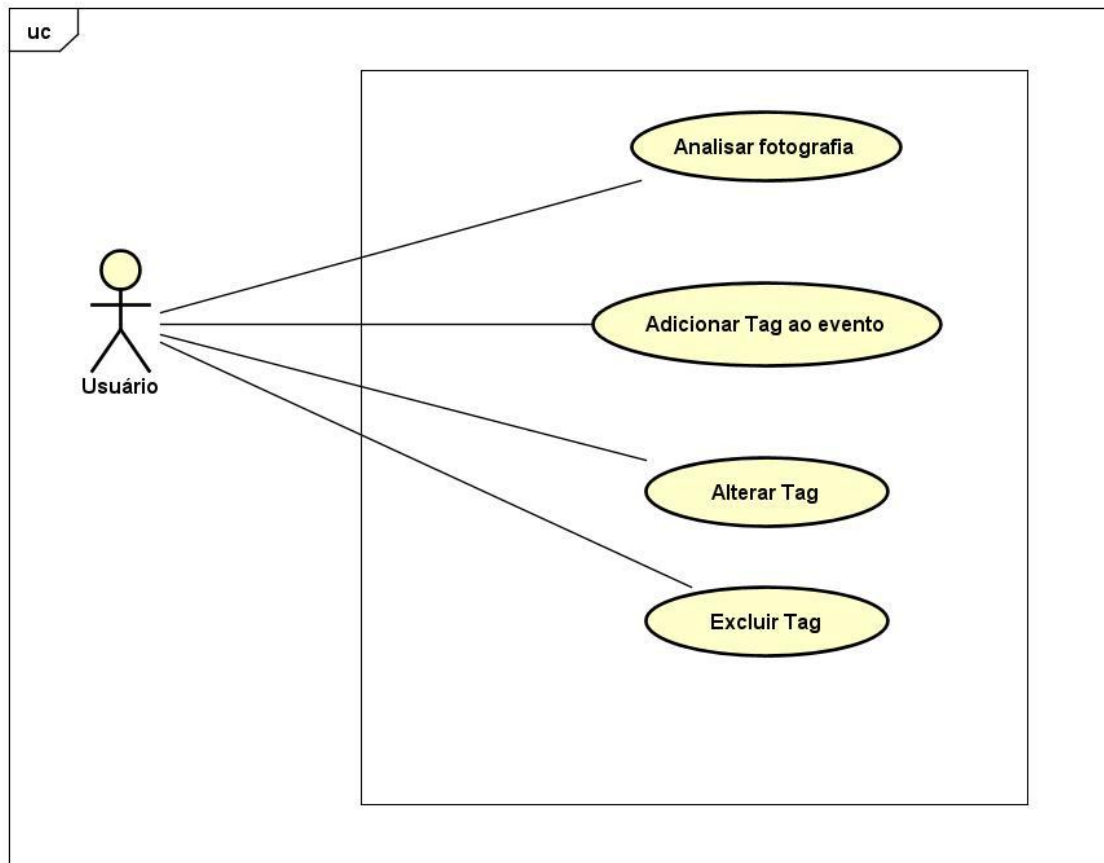 uc
Analisar fotografia
Adicionar Tag ao evento
Usuário
Alterar Tag
Excluir Tag